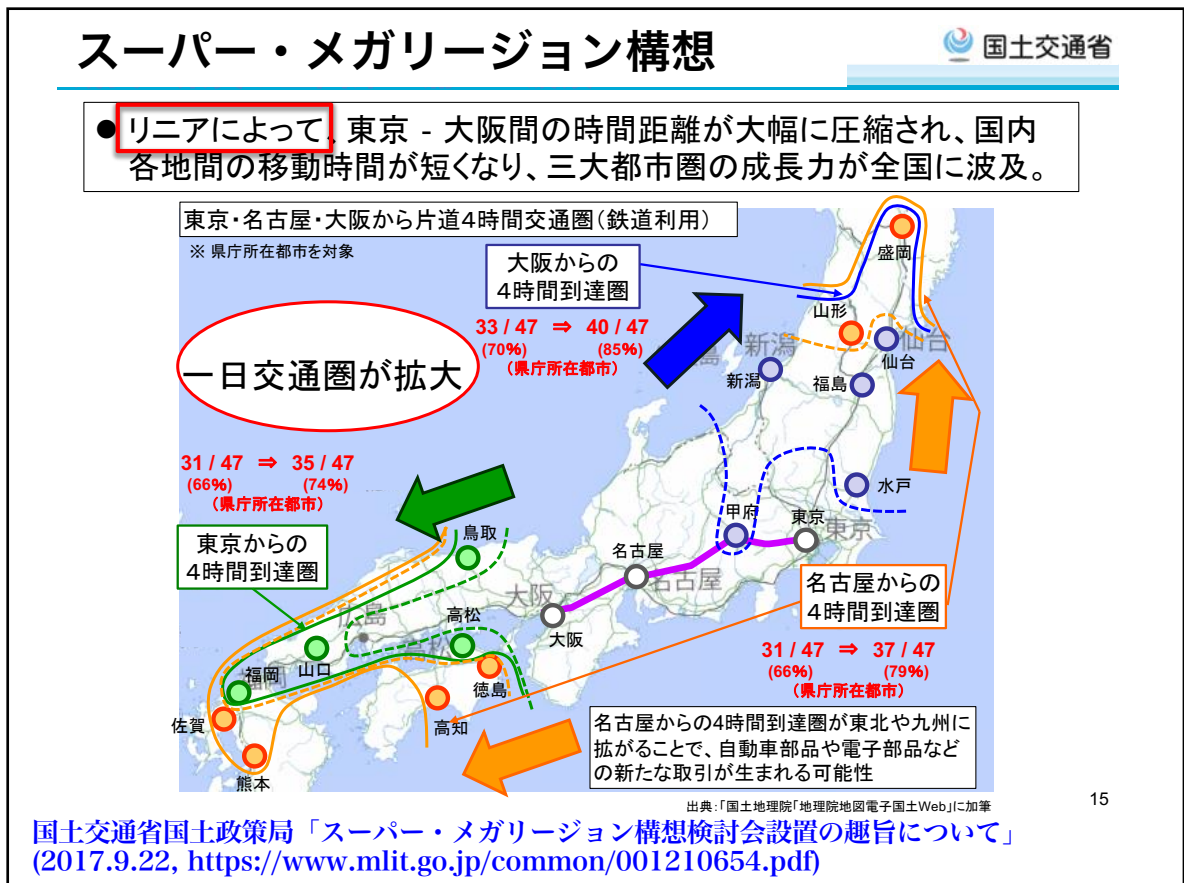 スーパー・メガリージョン構想
国土交通省
●リニアによって、東京 - 大阪間の時間距離が大幅に圧縮され、国内
各地間の移動時間が短くなり、三大都市圏の成長力が全国に波及。
東京・名古屋・大阪から片道4時間交通圏(鉄道利用)
※ 県庁所在都市を対象
大阪からの
4時間到達圏
33 / 47 ⇒ 40 / 47
(70%) (85%)
(県庁所在都市)
一日交通圏が拡大
31 / 47 ⇒ 35 / 47
(66%) (74%)
(県庁所在都市)
東京からの
4時間到達圏
盛岡
山形
仙台
仙台
新潟
新潟
福島
水戸
甲府
東京
東京
名古屋
名古屋
大阪
大阪
鳥取
広島
高松
山口
福岡
徳島
佐賀
高知
熊本
名古屋からの
4時間到達圏
31 / 47 ⇒ 37 / 47
(66%) (79%)
(県庁所在都市)
名古屋からの4時間到達圏が東北や九州に
拡がることで、自動車部品や電子部品など
の新たな取引が生まれる可能性
出典:「国土地理院「地理院地図電子国土Web」に加筆
15
国土交通省国土政策局「スーパー・メガリージョン構想検討会設置の趣旨について」
(2017.9.22, https://www.mlit.go.jp/common/001210654.pdf)